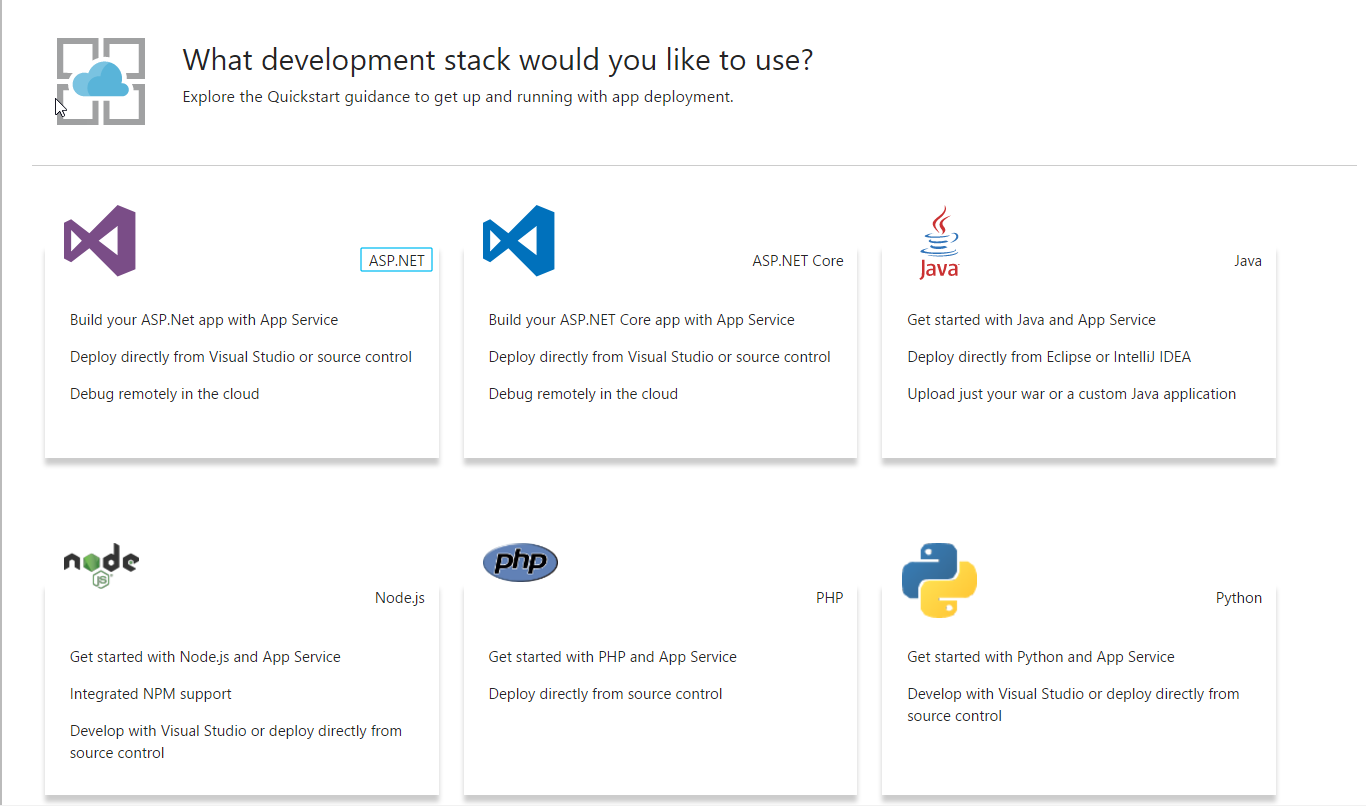 What development stack would you like to use?
Explore the Quickstart guidance to get up and running with app deployment.
ASP.NET
Build your ASP.Net app with App Service
Deploy directly from Visual Studio or source control
Debug remotely in the cloud
ASP.NET Core
Build your ASP.NET Core app with App Service
Deploy directly from Visual Studio or source control
Debug remotely in the cloud
Java
Java
Get started with Java and App Service
Deploy directly from Eclipse or IntelliJ IDEA
Upload just your war or a custom Java application
node
JS
Node.js
Get started with Node.js and App Service
Integrated NPM support
Develop with Visual Studio or deploy directly from
source control
php
PHP
Get started with PHP and App Service
Deploy directly from source control
Python
Get started with Python and App Service
Develop with Visual Studio or deploy directly from
source control